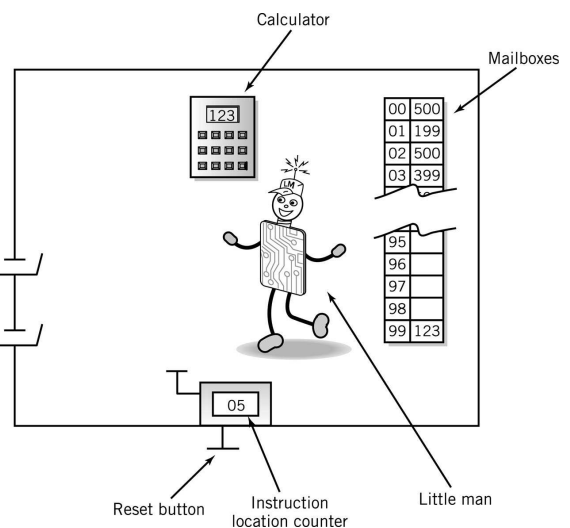 Calculator
Mailboxes
123
00 500
01 199
02 500
03 399
LM
95
96
97
98
99 123
05
Reset button
Instruction
location counter
Little man